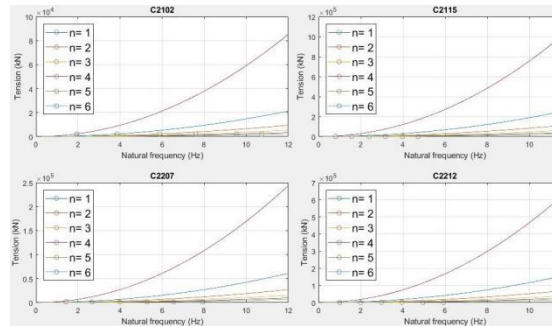 C2102
10 ×10⁴
8
6
4
2
0
Tension (kN)
n= 1
n= 2
n= 3
n= 4
n= 5
n= 6
0 2 4 6 8 10 12
Natural frequency (Hz)
C2115
12 ×10⁵
10
8
6
4
2
0
Tension (kN)
n= 1
n= 2
n= 3
n= 4
n= 5
n= 6
0 2 4 6 8 10
Natural frequency (Hz)
C2207
2.5 ×10⁵
2
1.5
1
0.5
0
Tension (kN)
n= 1
n= 2
n= 3
n= 4
n= 5
n= 6
0 2 4 6 8 10 12
Natural frequency (Hz)
C2212
7 ×10⁵
6
5
4
3
2
1
0
Tension (kN)
n= 1
n= 2
n= 3
n= 4
n= 5
n= 6
0 2 4 6 8 10
Natural frequency (Hz)